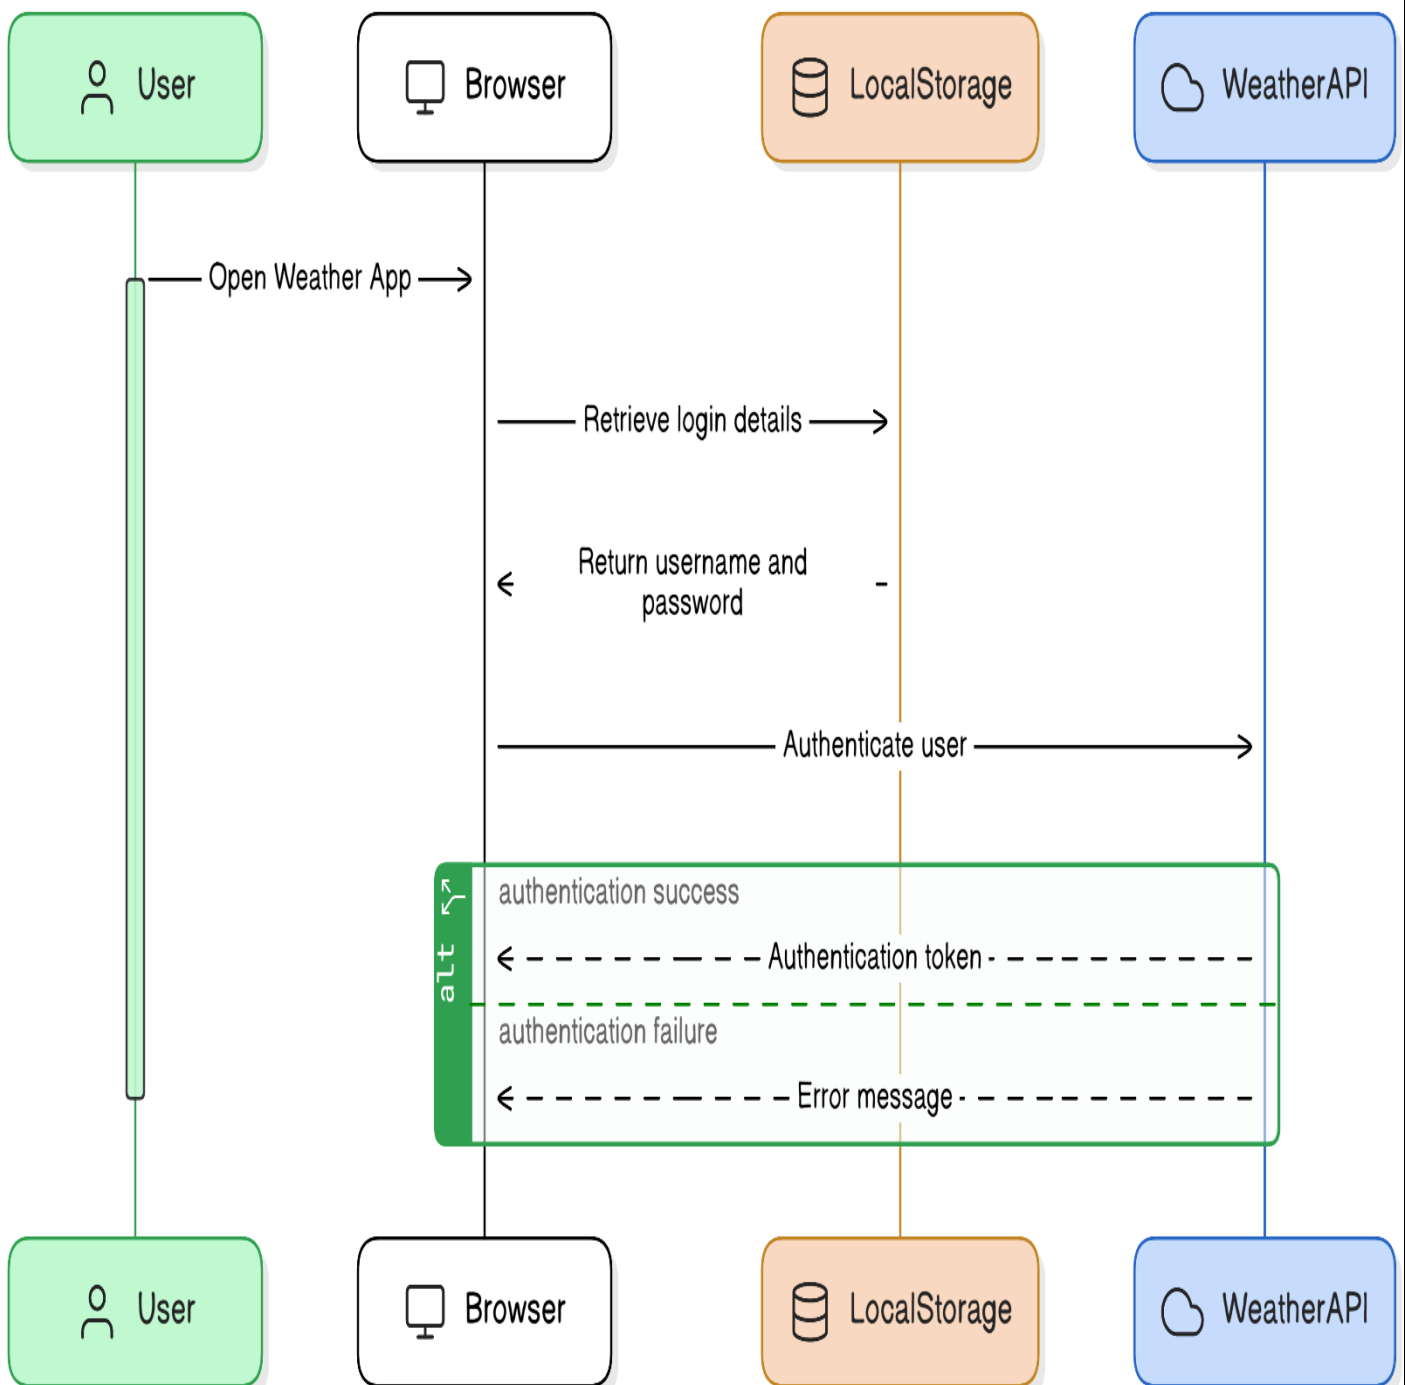 User
Browser
LocalStorage
WeatherAPI
Open Weather App
Retrieve login details
Return username and
password
Authenticate user
alt
authentication success
Authentication token
authentication failure
Error message
User
Browser
LocalStorage
WeatherAPI